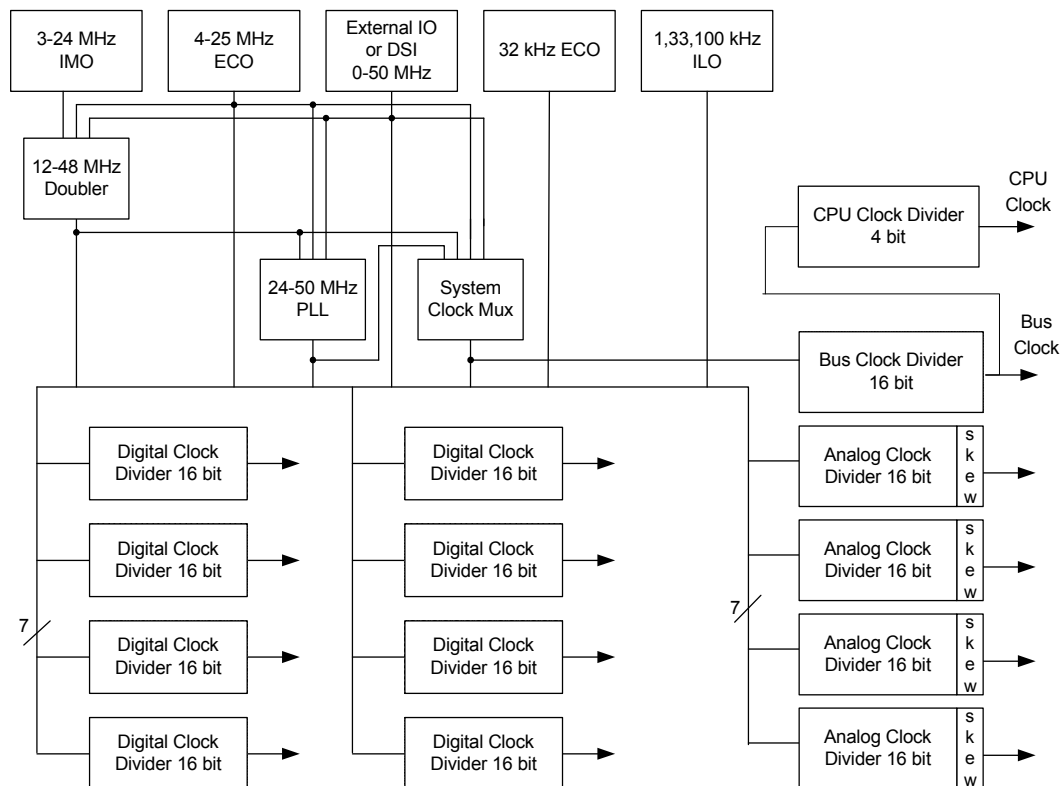 3-24 MHz
IMO
4-25 MHz
ECO
External IO
or DSI
0-50 MHz
32 kHz ECO
1,33,100 kHz
ILO
12-48 MHz
Doubler
24-50 MHz
PLL
System
Clock Mux
CPU Clock Divider
4 bit
CPU
Clock
Bus Clock Divider
16 bit
Bus
Clock
Digital Clock
Divider 16 bit
Digital Clock
Divider 16 bit
Analog Clock
Divider 16 bit
skew
Digital Clock
Divider 16 bit
Digital Clock
Divider 16 bit
Analog Clock
Divider 16 bit
skew
7
7
Digital Clock
Divider 16 bit
Digital Clock
Divider 16 bit
Analog Clock
Divider 16 bit
skew
Digital Clock
Divider 16 bit
Digital Clock
Divider 16 bit
Analog Clock
Divider 16 bit
skew